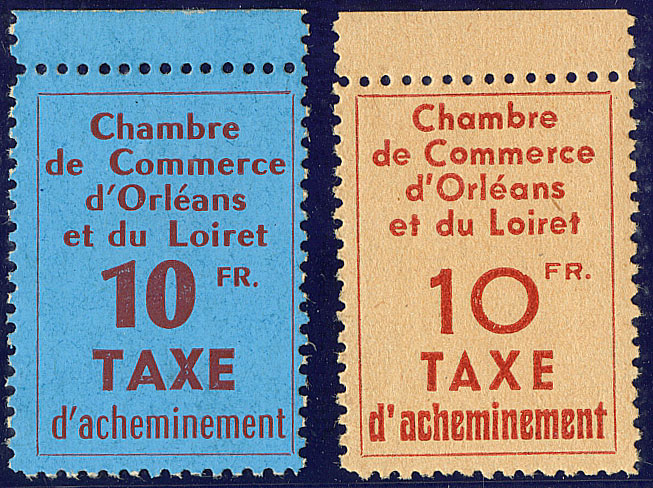 Chambre
de Commerce
d'Orléans
et du Loiret
10 FR.
TAXE
d'acheminement
Chambre
de Commerce
d'Orléans
et du Loiret
10 FR.
TAXE
d'acheminement